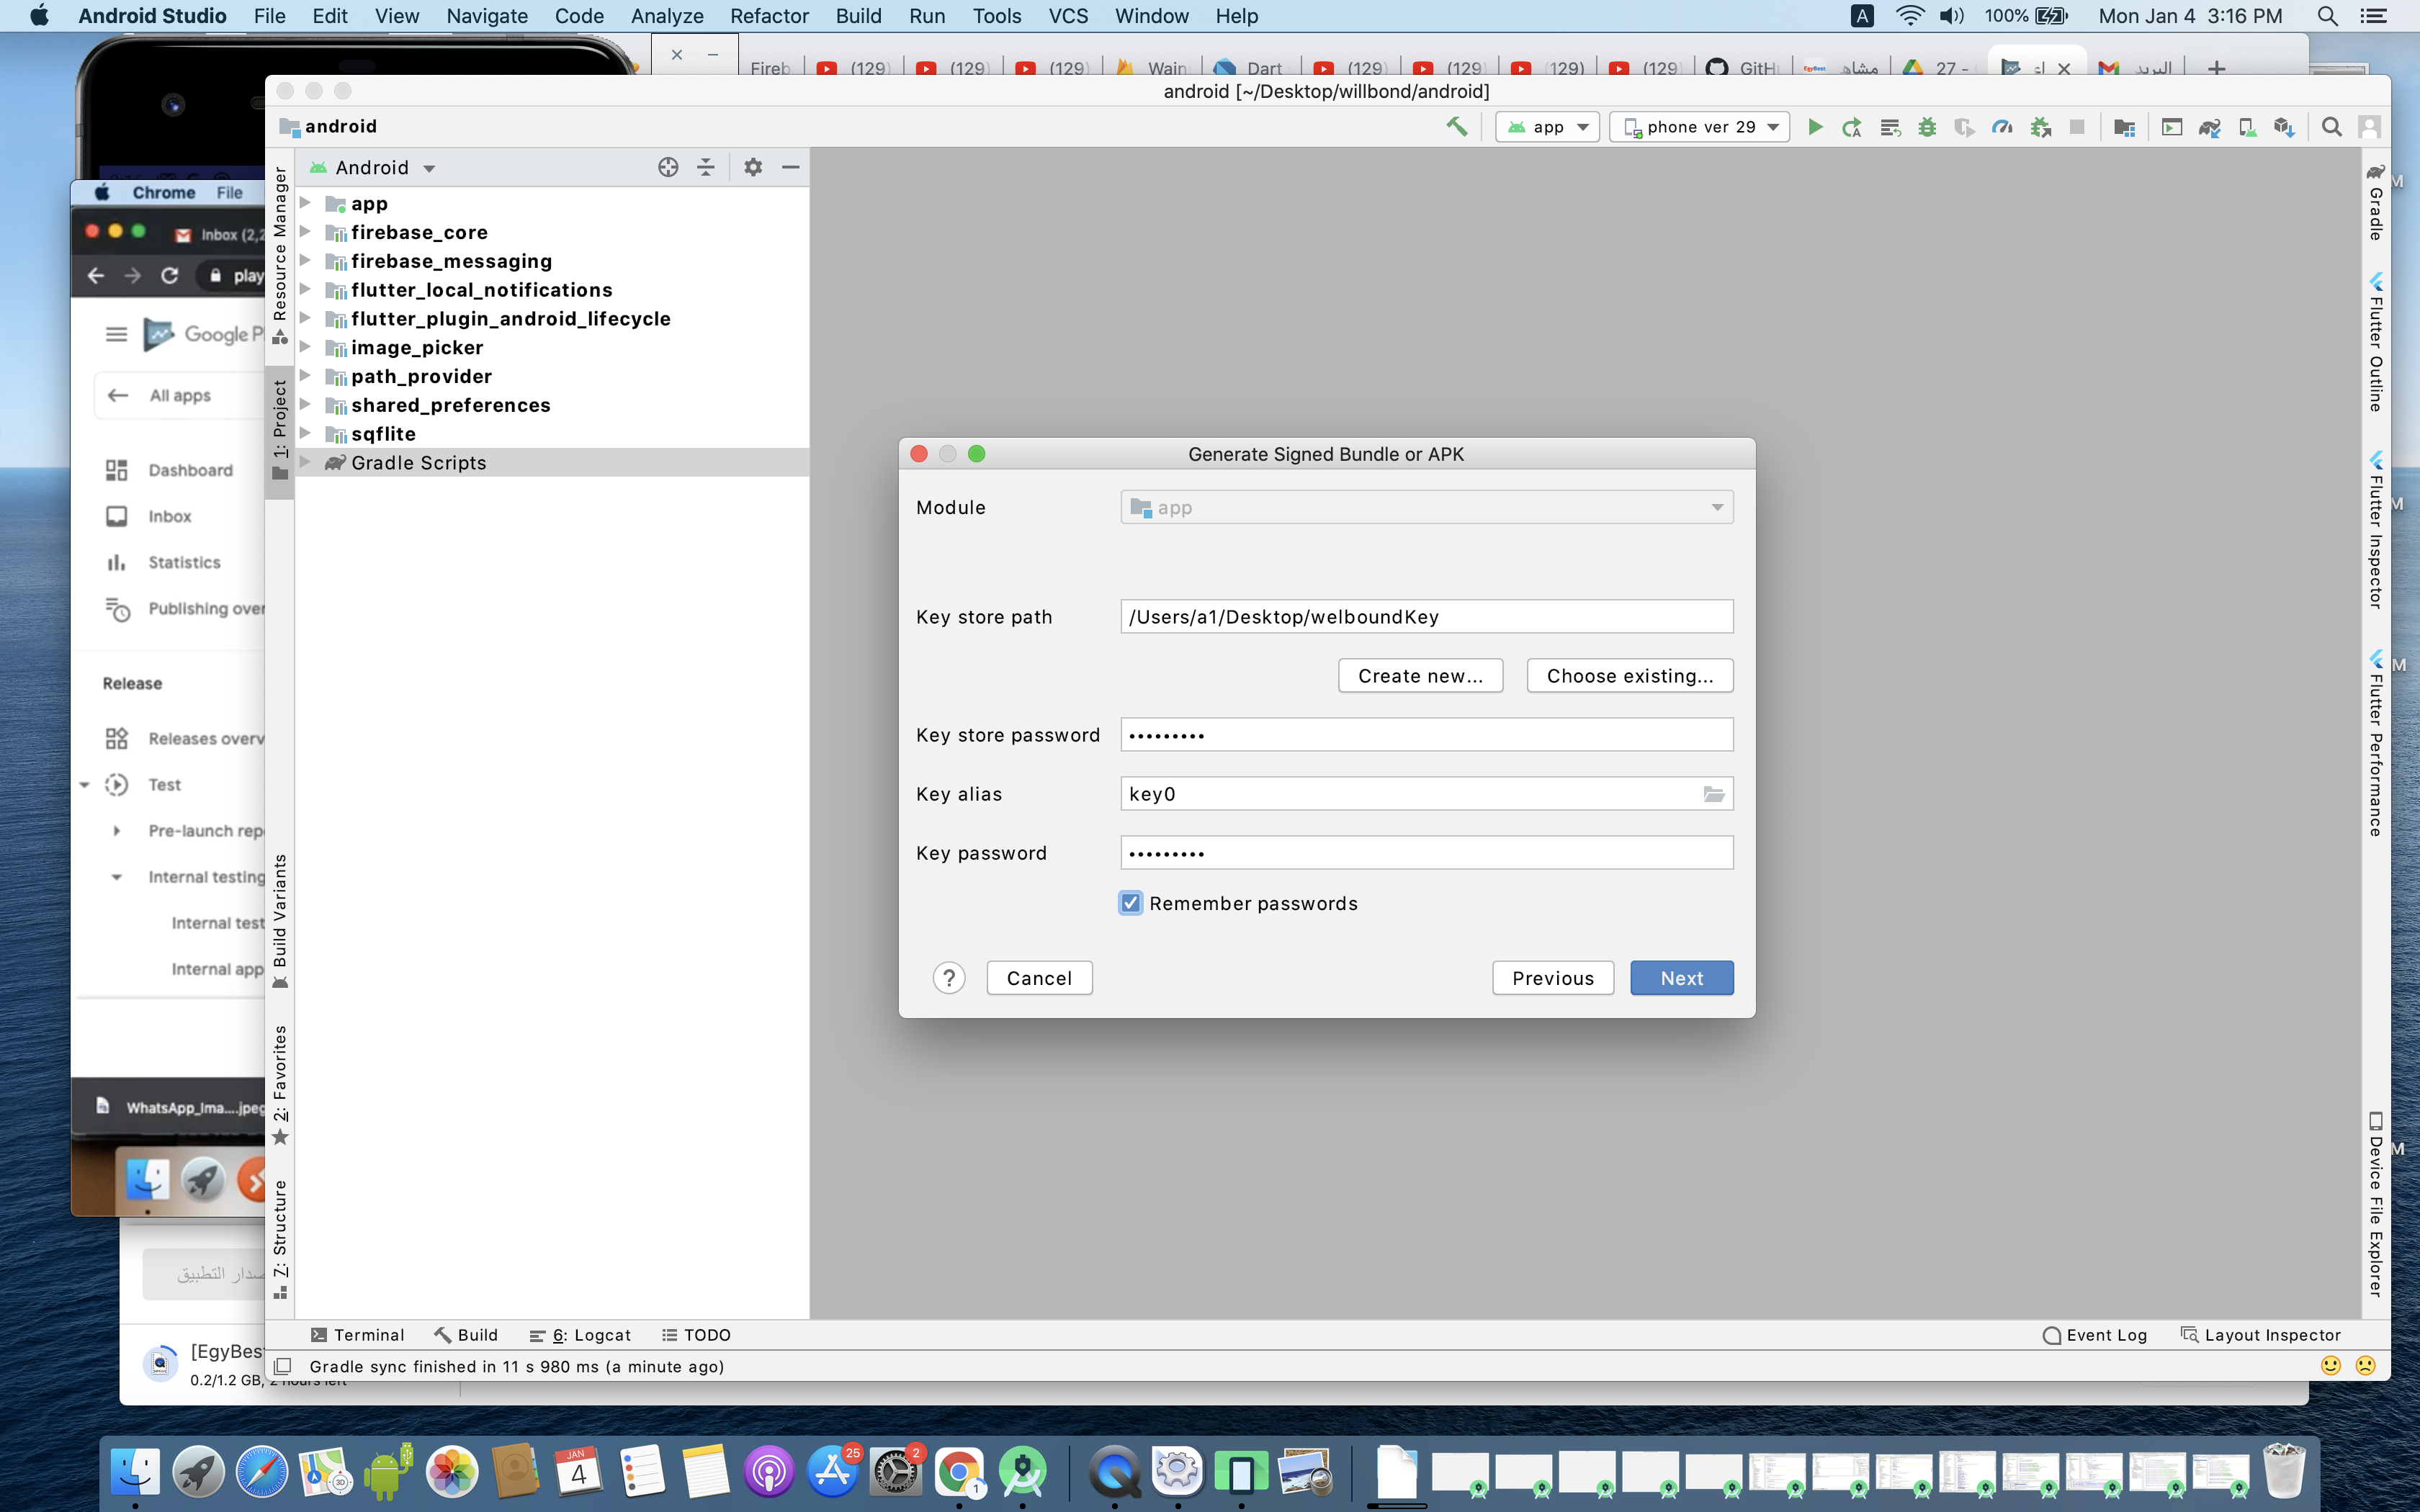 Android Studio File Edit View Navigate Code Analyze Refactor Build Run Tools VCS Window Help
A 100% Mon Jan 4 3:16 PM
Fireb (129) (129) (129) Wain Dart (129) (129) (129) (129 GitH مشاه 27 - البريد
android [~/Desktop/willbond/android]
android
app
phone ver 29
Chrome File
Inbox (2,2
play
Google P
All apps
Dashboard
Inbox
Statistics
Publishing over
Release
Releases overv
Test
Pre-launch rep
Internal testing
Internal test
Internal app
WhatsApp_Ima....jpeg
صدار التطبيق
[EgyBes
0.2/1.2 GB, 2 hours left
Resource Manager
1: Project
Build Variants
2: Favorites
7: Structure
Android
app
firebase_core
firebase_messaging
flutter_local_notifications
flutter_plugin_android_lifecycle
image_picker
path_provider
shared_preferences
sqflite
Gradle Scripts
Generate Signed Bundle or APK
Module
app
Key store path
/Users/a1/Desktop/welboundKey
Create new...
Choose existing...
Key store password
•••••••••
Key alias
key0
Key password
•••••••••
Remember passwords
?
Cancel
Previous
Next
Gradle
Flutter Outline
Flutter Inspector
Flutter Performance
Device File Explorer
M
M
M
M
Terminal Build 6: Logcat TODO
Event Log Layout Inspector
Gradle sync finished in 11 s 980 ms (a minute ago)
3D
JAN
4
25
2
1